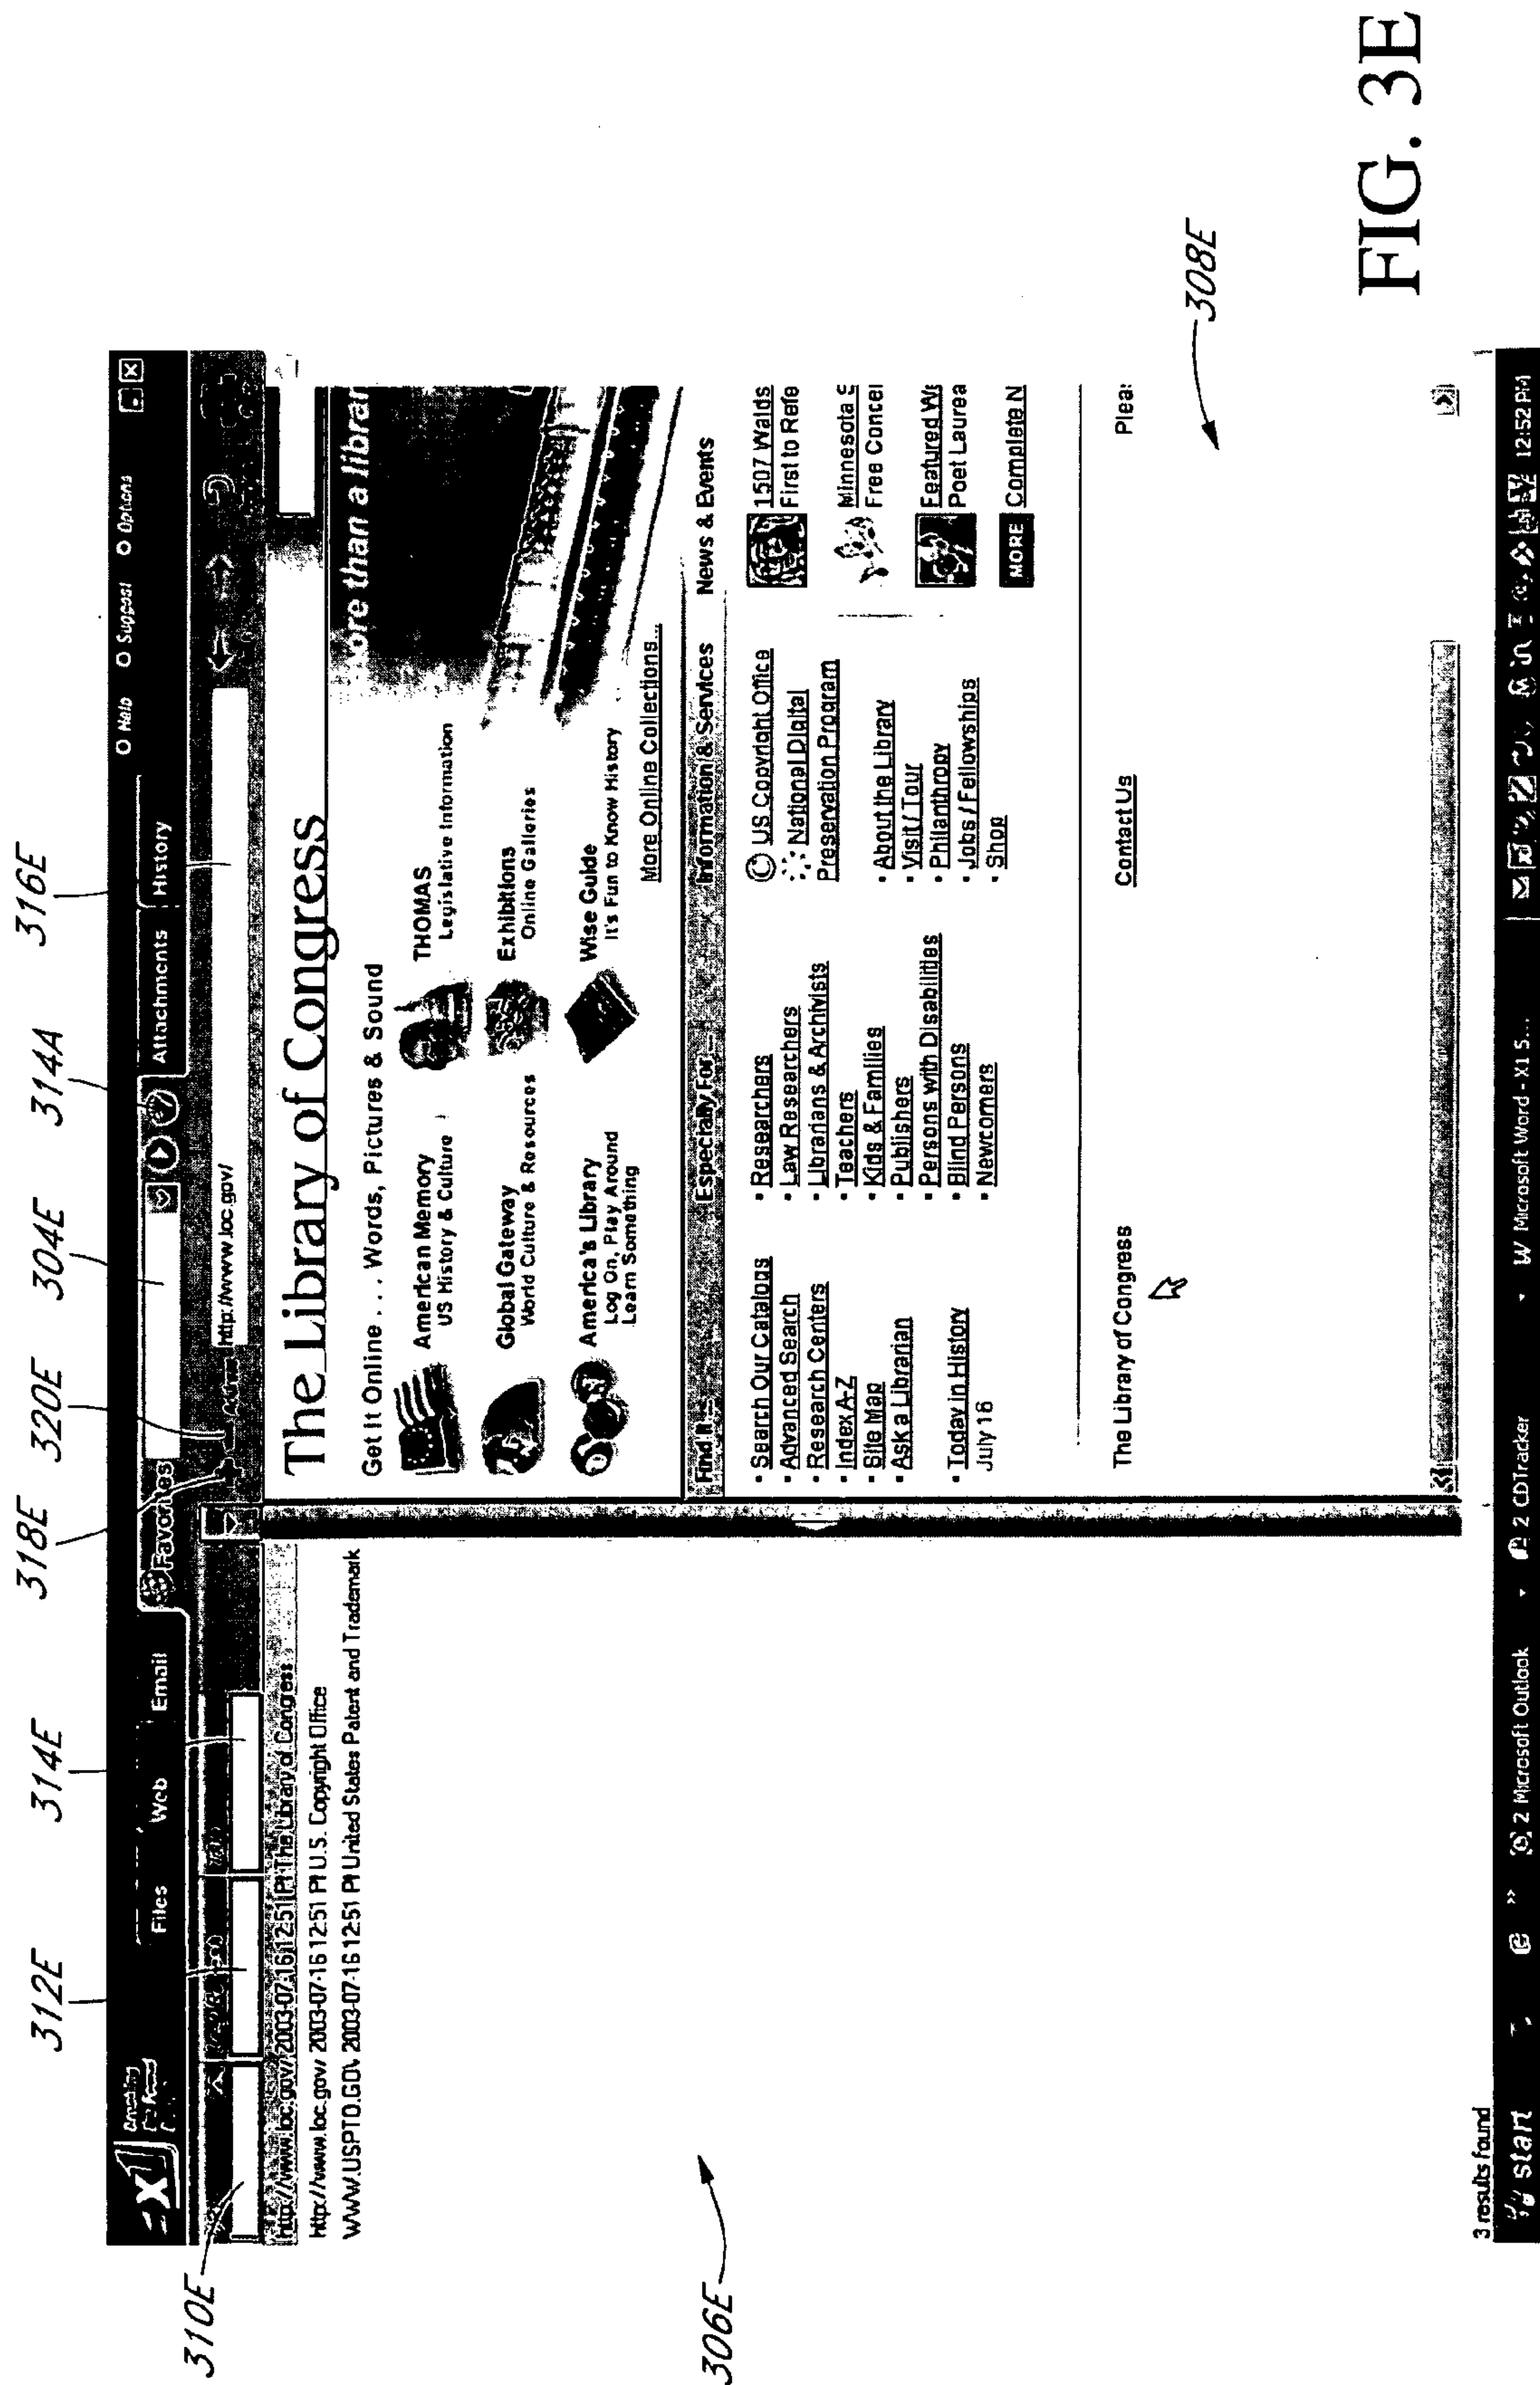 312E 314E 318E 320E 304E 314A 316E
310E
X1
Files Web Email Favorites Attachments History
Help Suggest Options
http://www.loc.gov/
http://www.loc.gov/ 2003-07-16 12:51 PM The Library of Congress
http://www.loc.gov/ 2003-07-16 12:51 PM U.S. Copyright Office
WWW.USPTO.GOV 2003-07-16 12:51 PM United States Patent and Trademark
306E
3 results found
The Library of Congress
ore than a librar
Get It Online . . . Words, Pictures & Sound
American Memory
US History & Culture
THOMAS
Legislative Information
Global Gateway
World Culture & Resources
Exhibitions
Online Galleries
America's Library
Log On, Play Around
Learn Something
Wise Guide
It's Fun to Know History
More Online Collections...
Find It ...
• Search Our Catalogs
• Advanced Search
• Research Centers
• Index A-Z
• Site Map
• Ask a Librarian
• Today in History
July 16
Especially For ...
• Researchers
• Law Researchers
• Librarians & Archivists
• Teachers
• Kids & Families
• Publishers
• Persons with Disabilities
• Blind Persons
• Newcomers
Information & Services
© US Copyright Office
National Digital
Preservation Program
• About the Library
• Visit / Tour
• Philanthropy
• Jobs / Fellowships
• Shop
News & Events
1507 Walds
First to Refe
Minnesota
Free Concer
Featured
Poet Laurea
MORE Complete N
The Library of Congress
Contact Us
Pleas
308E
start
2 Microsoft Outlook
2 CDTracker
W Microsoft Word - X1 S...
12:52 PM
FIG. 3E